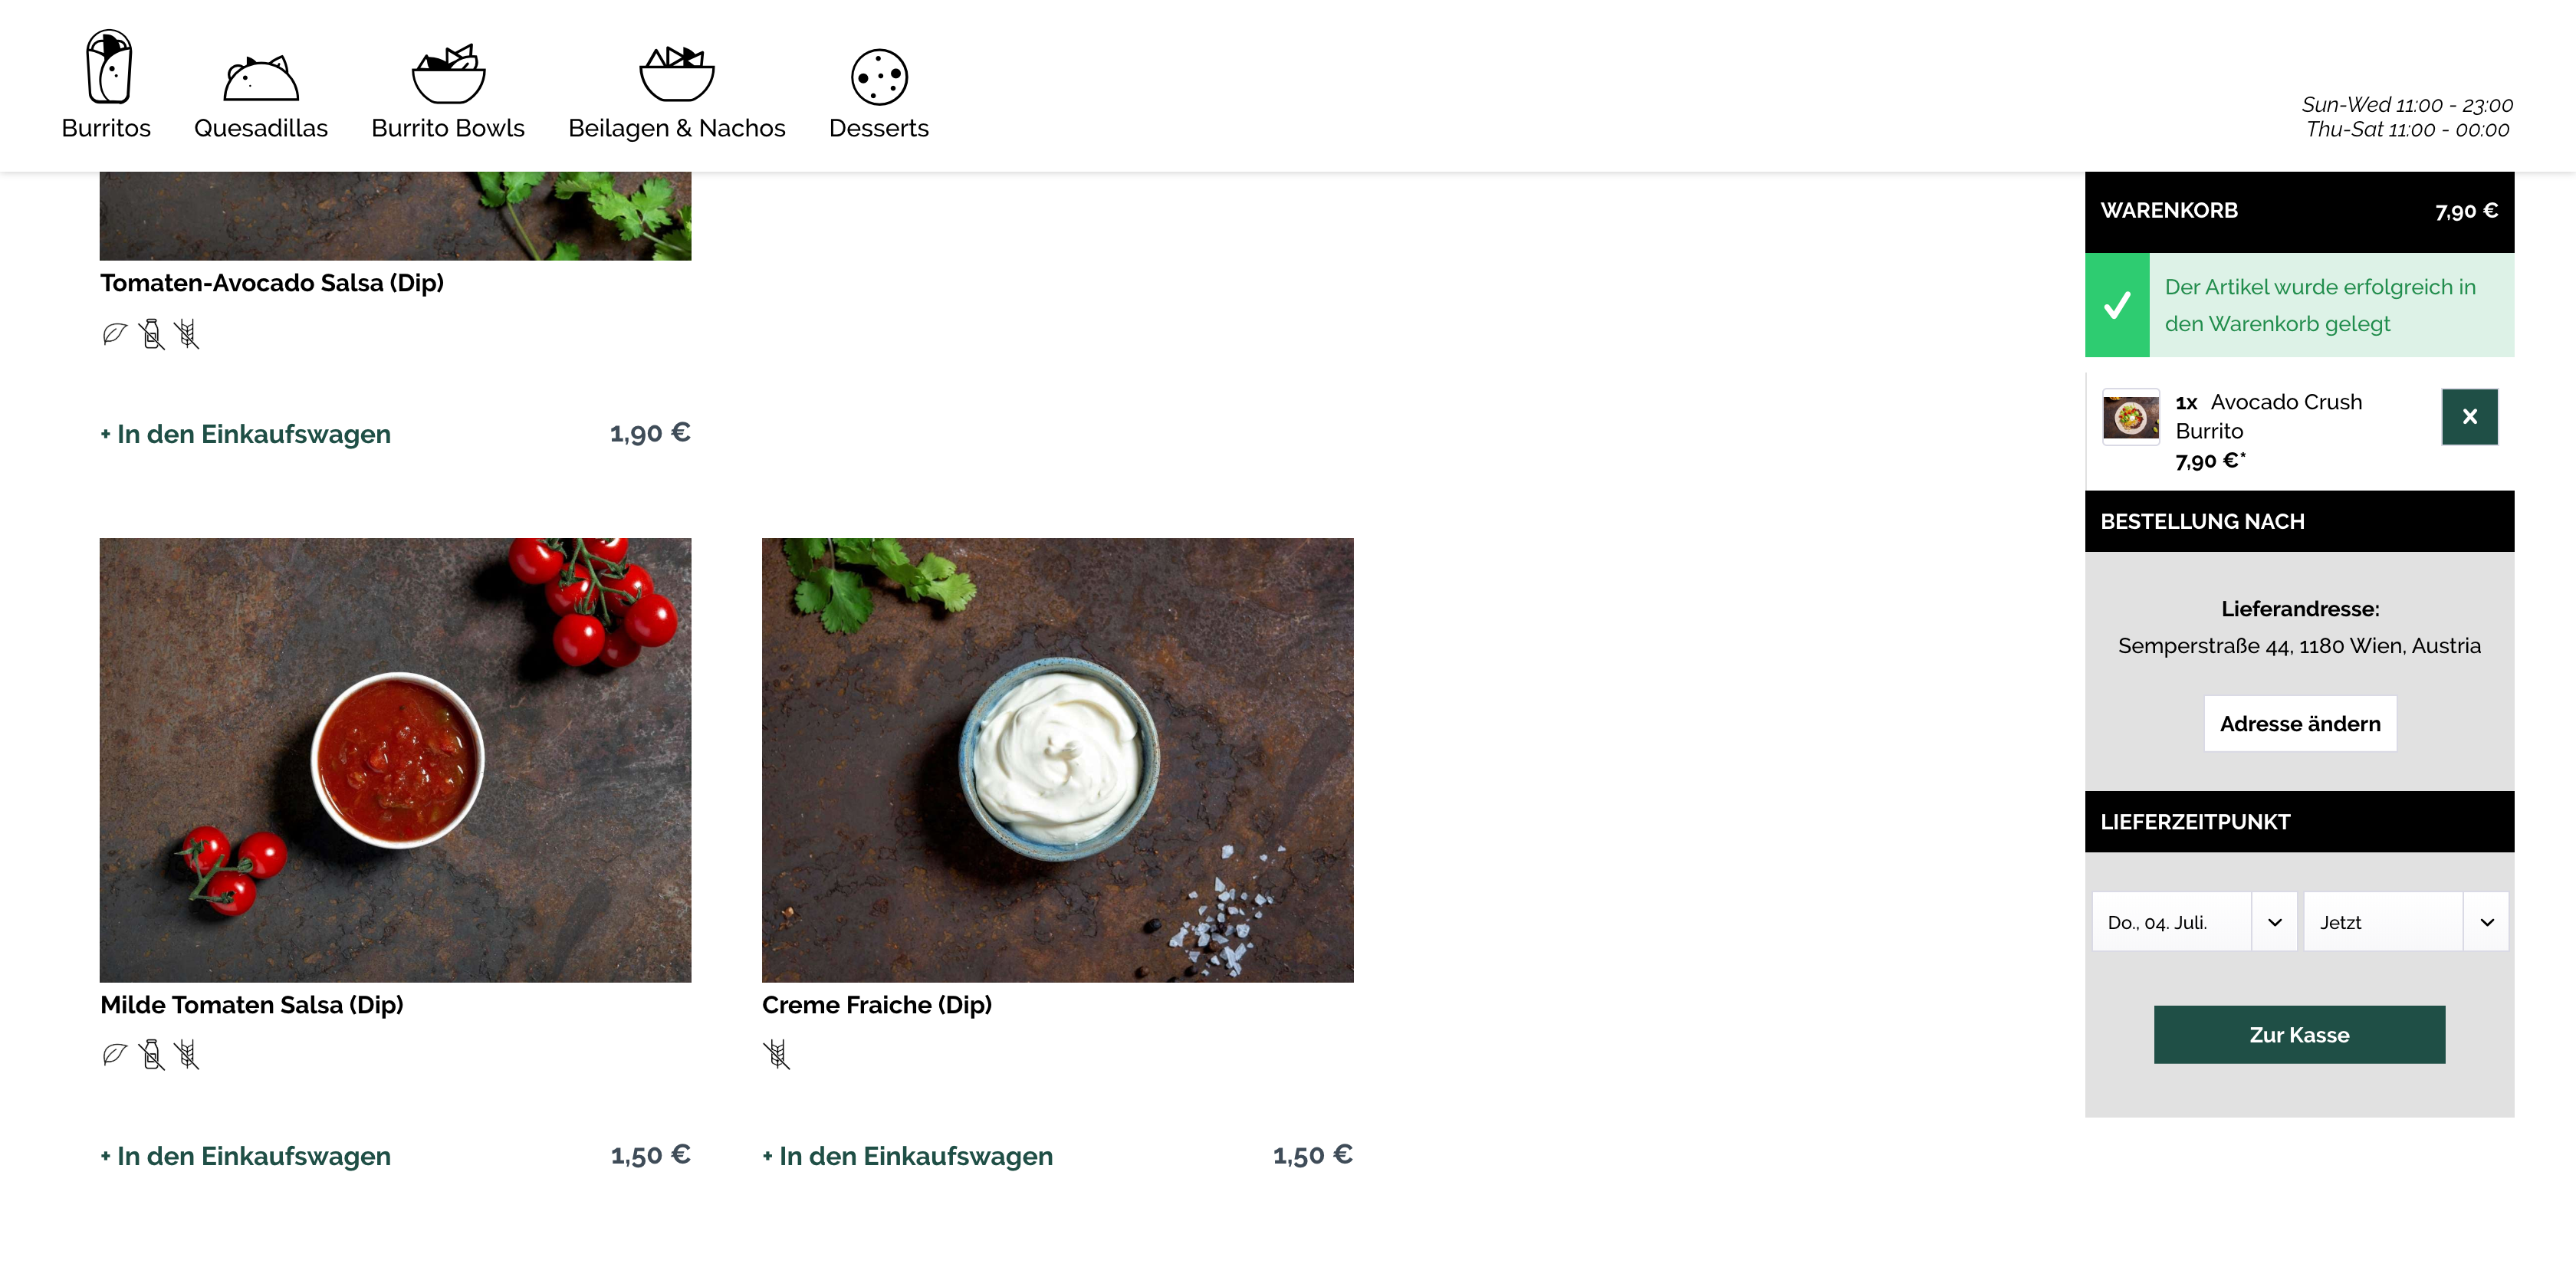 Burritos
Quesadillas
Burrito Bowls
Beilagen & Nachos
Desserts
Sun-Wed 11:00 - 23:00
Thu-Sat 11:00 - 00:00
Tomaten-Avocado Salsa (Dip)
+ In den Einkaufswagen
1,90 €
Milde Tomaten Salsa (Dip)
+ In den Einkaufswagen
1,50 €
Creme Fraiche (Dip)
+ In den Einkaufswagen
1,50 €
WARENKORB
7,90 €
Der Artikel wurde erfolgreich in
den Warenkorb gelegt
1x Avocado Crush
Burrito
7,90 €*
BESTELLUNG NACH
Lieferandresse:
Semperstraße 44, 1180 Wien, Austria
Adresse ändern
LIEFERZEITPUNKT
Do., 04. Juli.
Jetzt
Zur Kasse